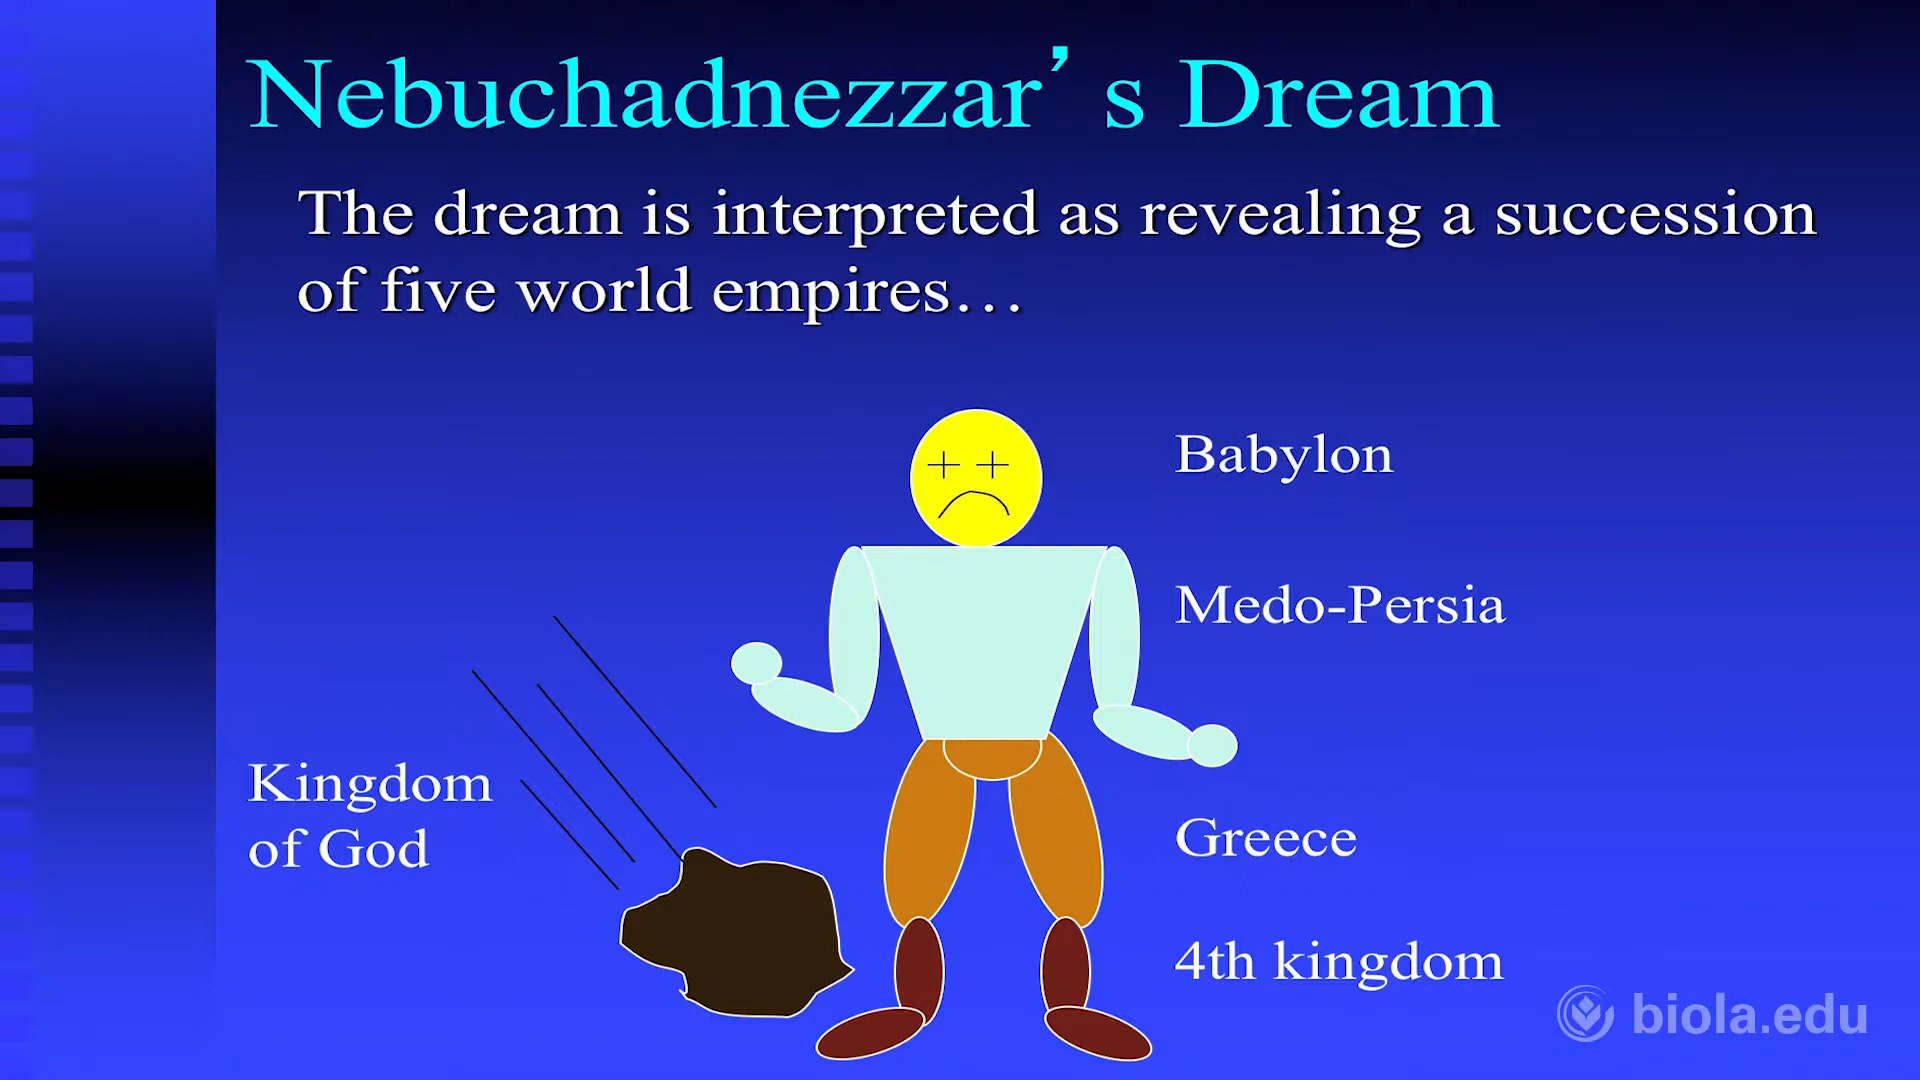 Nebuchadnezzar’s Dream
The dream is interpreted as revealing a succession
of five world empires…
Babylon
Medo-Persia
Kingdom
of God
Greece
4th kingdom
biola.edu